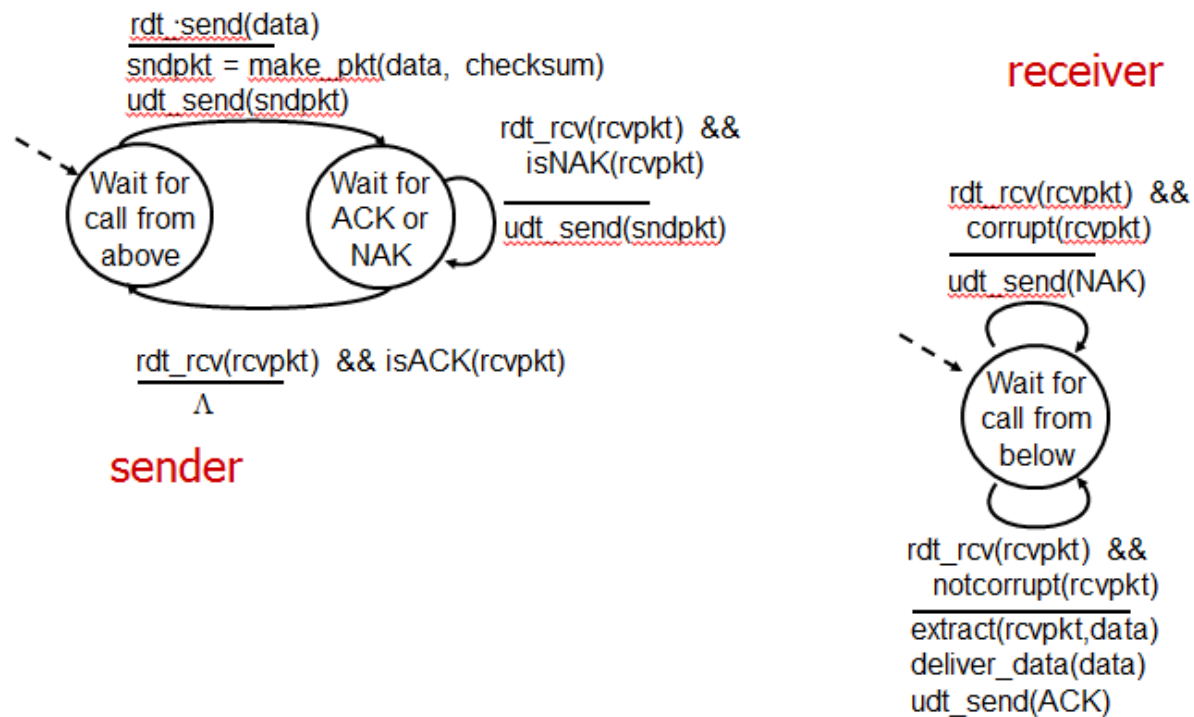 rdt_send(data)
sndpkt = make_pkt(data, checksum)
udt_send(sndpkt)
Wait for
call from
above
Wait for
ACK or
NAK
rdt_rcv(rcvpkt) &&
isNAK(rcvpkt)
udt_send(sndpkt)
rdt_rcv(rcvpkt) && isACK(rcvpkt)
Λ
sender
receiver
rdt_rcv(rcvpkt) &&
corrupt(rcvpkt)
udt_send(NAK)
Wait for
call from
below
rdt_rcv(rcvpkt) &&
notcorrupt(rcvpkt)
extract(rcvpkt,data)
deliver_data(data)
udt_send(ACK)